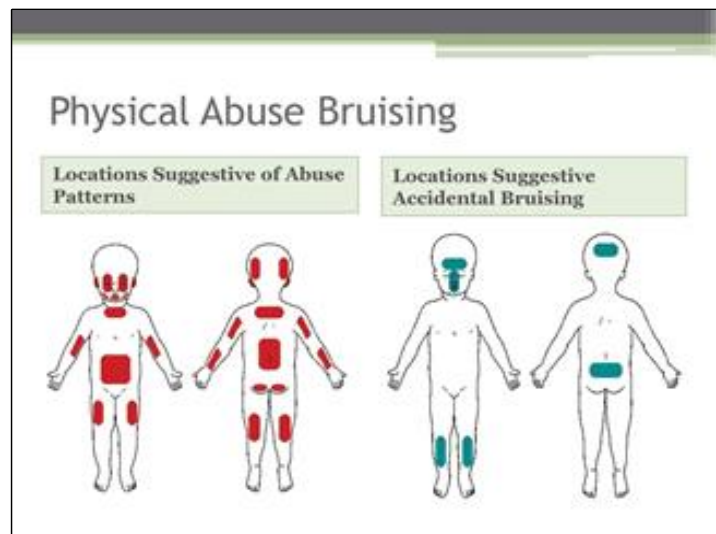 Physical Abuse Bruising
Locations Suggestive of Abuse
Patterns
Locations Suggestive
Accidental Bruising